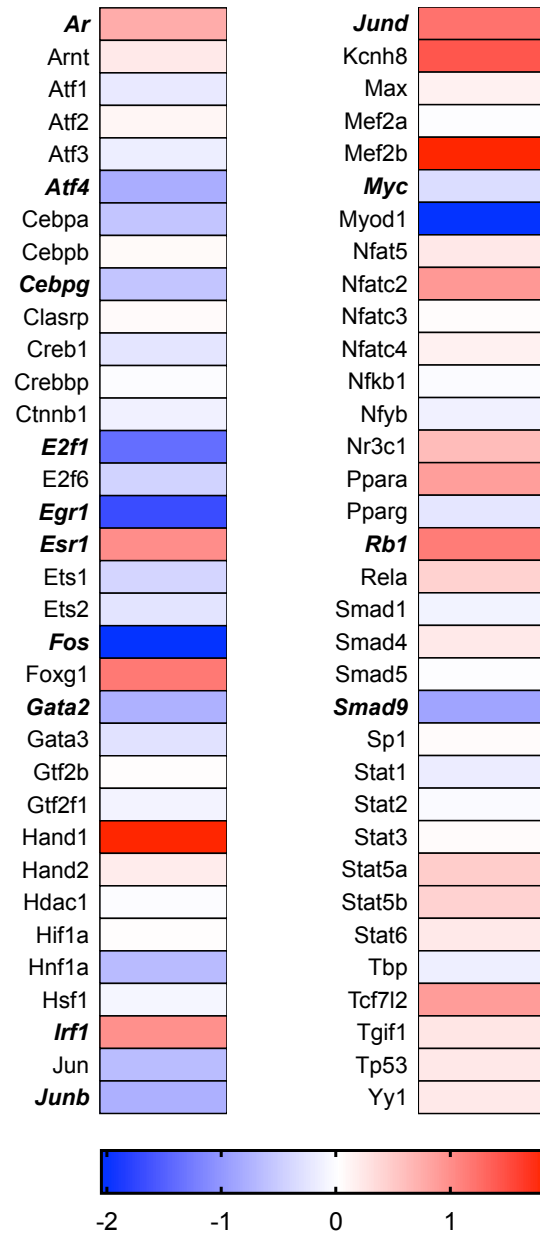 Ar
Arnt
Atf1
Atf2
Atf3
Atf4
Cebpa
Cebpb
Cebpg
Clasrp
Creb1
Crebbp
Ctnnb1
E2f1
E2f6
Egr1
Esr1
Ets1
Ets2
Fos
Foxg1
Gata2
Gata3
Gtf2b
Gtf2f1
Hand1
Hand2
Hdac1
Hif1a
Hnf1a
Hsf1
Irf1
Jun
Junb
Jund
Kcnh8
Max
Mef2a
Mef2b
Myc
Myod1
Nfat5
Nfatc2
Nfatc3
Nfatc4
Nfkb1
Nfyb
Nr3c1
Ppara
Pparg
Rb1
Rela
Smad1
Smad4
Smad5
Smad9
Sp1
Stat1
Stat2
Stat3
Stat5a
Stat5b
Stat6
Tbp
Tcf7l2
Tgif1
Tp53
Yy1
-2 -1 0 1